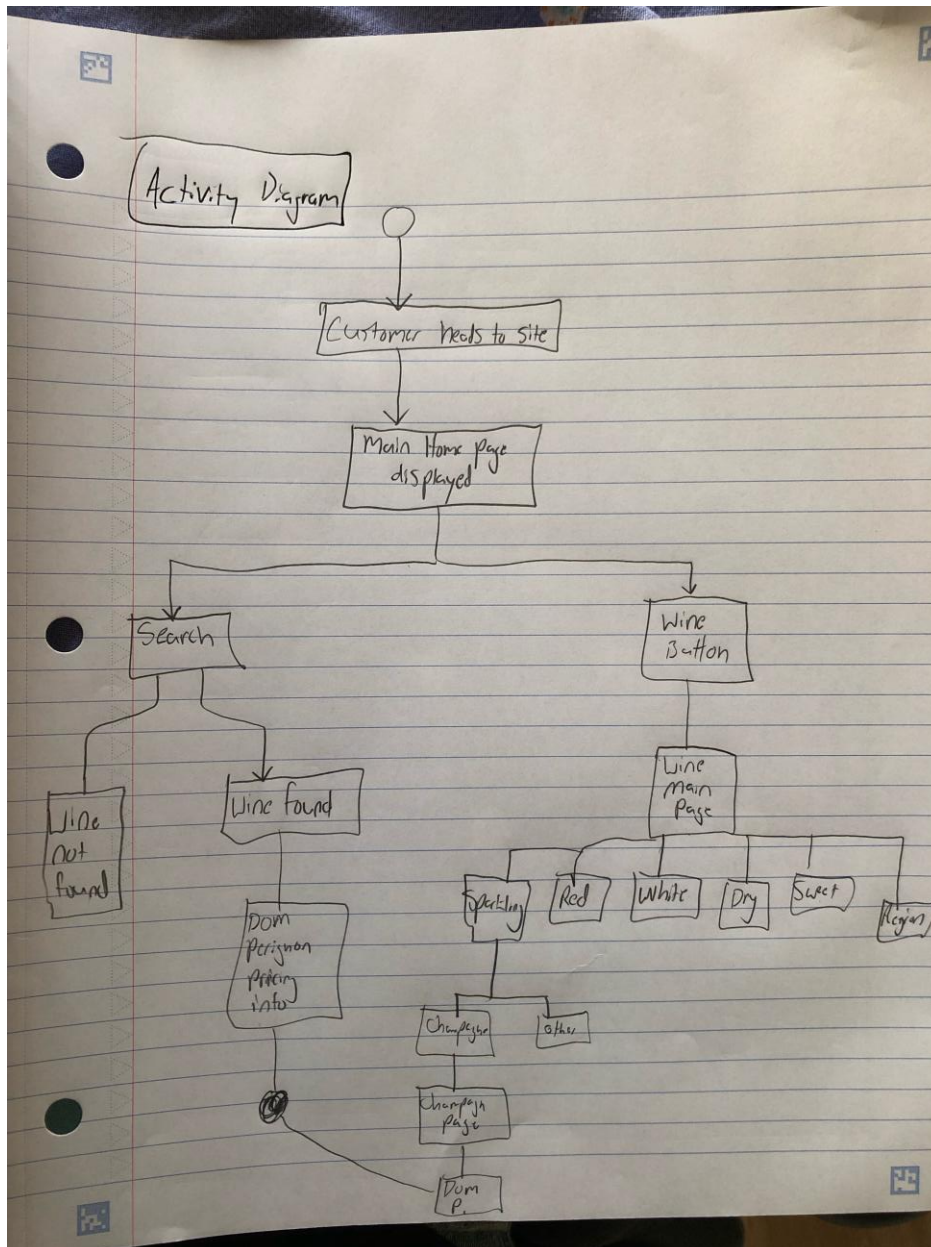 Activity Diagram
Customer heads to site
Main Home page
displayed
Search
Wine
Button
Wine
not
found
Wine found
Wine
main
Page
Sparkling
Red
White
Dry
Sweet
Region
Dom
Perignon
Pricing
info
Champagne
other
Champagn
Page
Dom
P.